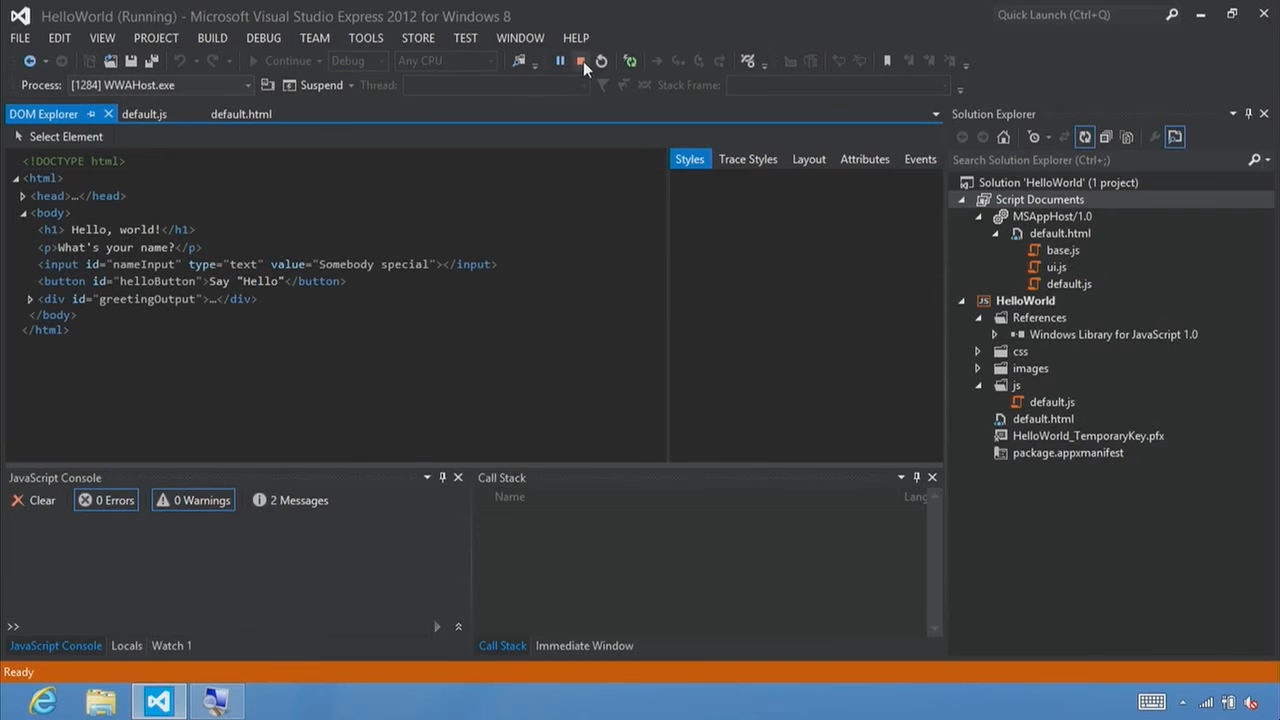 HelloWorld (Running) - Microsoft Visual Studio Express 2012 for Windows 8
Quick Launch (Ctrl+Q)
FILE EDIT VIEW PROJECT BUILD DEBUG TEAM TOOLS STORE TEST WINDOW HELP
Continue Debug Any CPU
Process: [1284] WWAHost.exe Suspend Thread: Stack Frame:
DOM Explorer default.js default.html
Select Element
<!DOCTYPE html>
<html>
<head>…</head>
<body>
<h1> Hello, world!</h1>
<p>What's your name?</p>
<input id="nameInput" type="text" value="Somebody special"></input>
<button id="helloButton">Say "Hello"</button>
<div id="greetingOutput">…</div>
</body>
</html>
Styles Trace Styles Layout Attributes Events
Solution Explorer
Search Solution Explorer (Ctrl+;)
Solution 'HelloWorld' (1 project)
Script Documents
MSAppHost/1.0
default.html
base.js
ui.js
default.js
JS HelloWorld
References
Windows Library for JavaScript 1.0
css
images
js
default.js
default.html
HelloWorld_TemporaryKey.pfx
package.appxmanifest
JavaScript Console
Clear 0 Errors 0 Warnings 2 Messages
>>
JavaScript Console Locals Watch 1
Call Stack
Name Lang
Call Stack Immediate Window
Ready